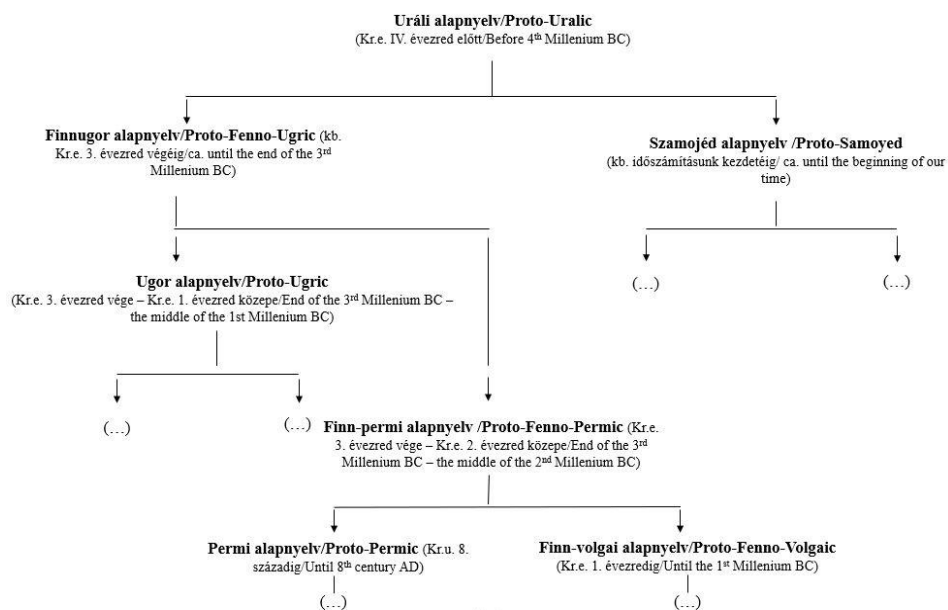 Uráli alapnyelv/Proto-Uralic
(Kr.e. IV. évezred előtt/Before 4th Millenium BC)
Finnugor alapnyelv/Proto-Fenno-Ugric (kb.
Kr.e. 3. évezred végéig/ca. until the end of the 3rd
Millenium BC)
Szamojéd alapnyelv /Proto-Samoyed
(kb. időszámításunk kezdetéig/ ca. until the beginning of our
time)
Ugor alapnyelv/Proto-Ugric
(Kr.e. 3. évezred vége – Kr.e. 1. évezred közepe/End of the 3rd Millenium BC –
the middle of the 1st Millenium BC)
(…)
(…)
(…)
(…)
Finn-permi alapnyelv /Proto-Fenno-Permic (Kr.e.
3. évezred vége – Kr.e. 2. évezred közepe/End of the 3rd
Millenium BC – the middle of the 2nd Millenium BC)
Permi alapnyelv/Proto-Permic (Kr.u. 8.
századig/Until 8th century AD)
(…)
Finn-volgai alapnyelv/Proto-Fenno-Volgaic
(Kr.e. 1. évezredig/Until the 1st Millenium BC)
(…)